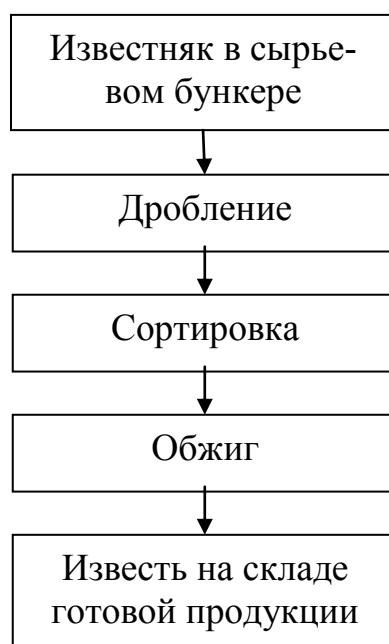 Известняк в сырье-
вом бункере
Дробление
Сортировка
Обжиг
Известь на складе
готовой продукции